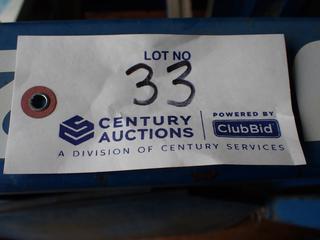 LOT NO
33
CENTURY
AUCTIONS
POWERED BY
ClubBid
A DIVISION OF CENTURY SERVICES